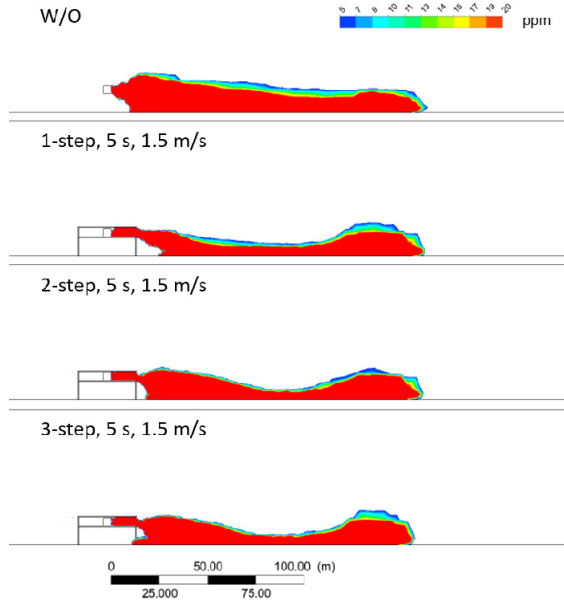 W/O
5 7 8 10 11 13 14 16 17 19 20 ppm
1-step, 5 s, 1.5 m/s
2-step, 5 s, 1.5 m/s
3-step, 5 s, 1.5 m/s
0 50.00 100.00 (m)
25.000 75.00